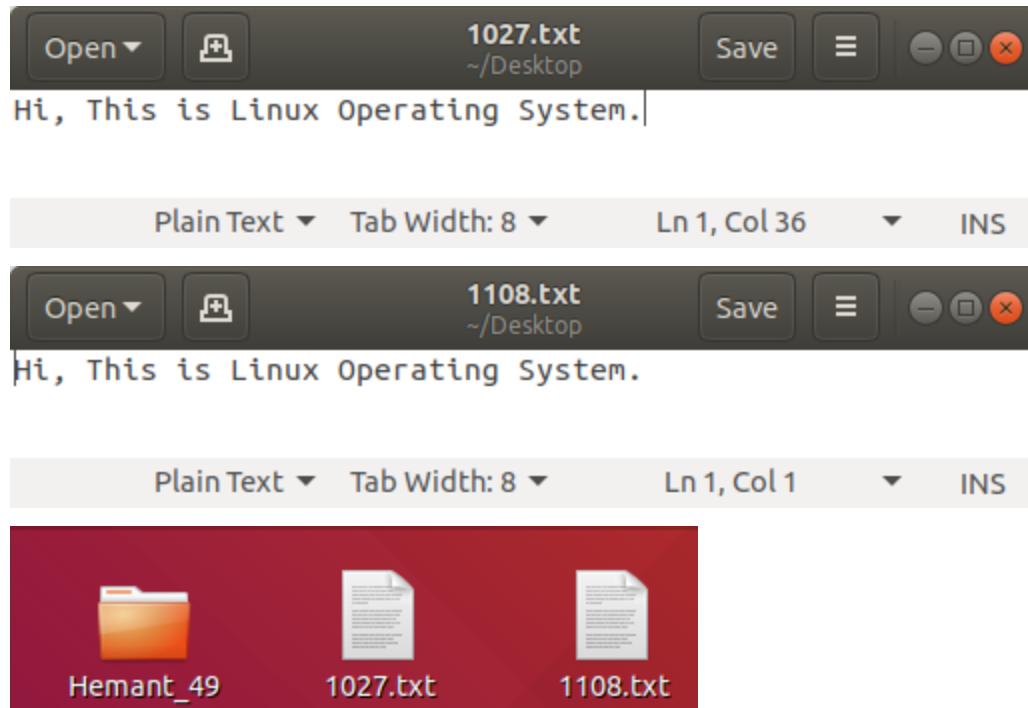 Open 1027.txt Save
~/Desktop
Hi, This is Linux Operating System.
Plain Text Tab Width: 8 Ln 1, Col 36 INS
Open 1108.txt Save
~/Desktop
Hi, This is Linux Operating System.
Plain Text Tab Width: 8 Ln 1, Col 1 INS
Hemant_49 1027.txt 1108.txt